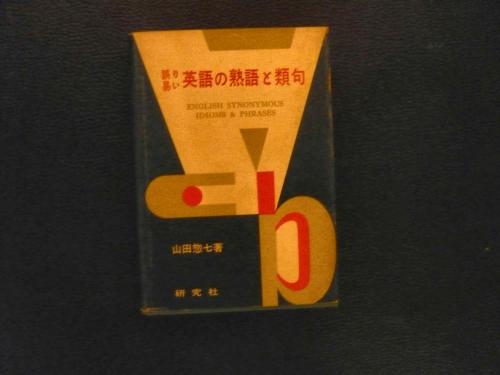 誤り易い 英語の熟語と類句
ENGLISH SYNONYMOUS
IDIOMS & PHRASES
山田惣七著
研究社